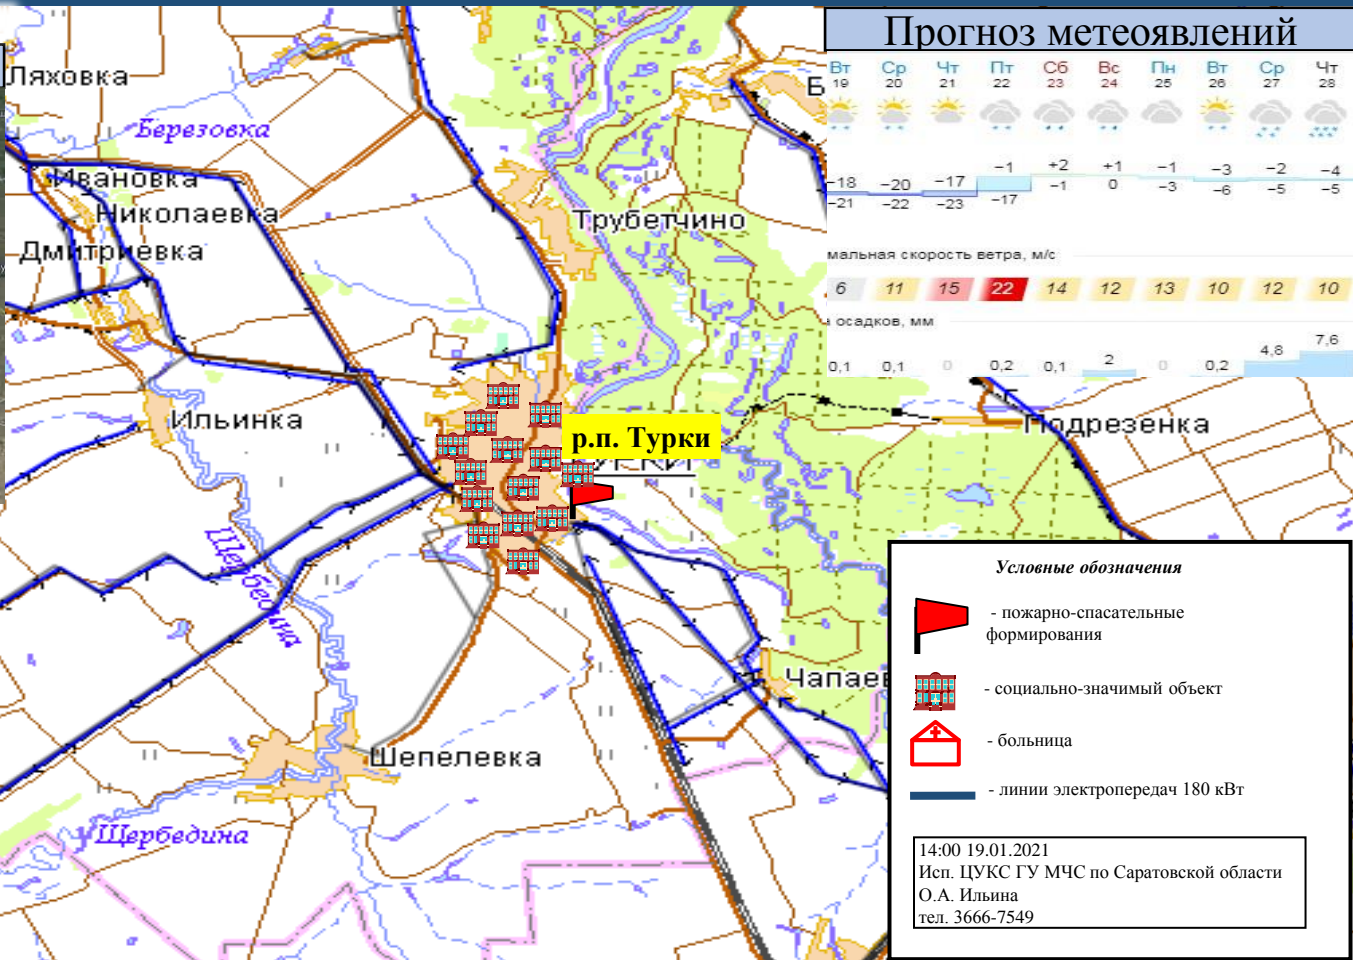 Прогноз метеоявлений
Вт Ср Чт Пт Сб Вс Пн Вт Ср Чт
19 20 21 22 23 24 25 26 27 28
−18 −20 −17 −1 +2 +1 −1 −3 −2 −4
−21 −22 −23 −17 −1 0 −3 −6 −5 −5
мальная скорость ветра, м/с
6 11 15 22 14 12 13 10 12 10
осадков, мм
0,1 0,1 0 0,2 0,1 2 0 0,2 4,8 7,6
Ляховка
Березовка
Ивановка
Николаевка
Дмитриевка
Трубетчино
Ильинка
р.п. Турки
Подрезенка
Щербедина
Чапаев
Шепелевка
Щербедина
Условные обозначения
- пожарно-спасательные
формирования
- социально-значимый объект
- больница
- линии электропередач 180 кВт
14:00 19.01.2021
Исп. ЦУКС ГУ МЧС по Саратовской области
О.А. Ильина
тел. 3666-7549